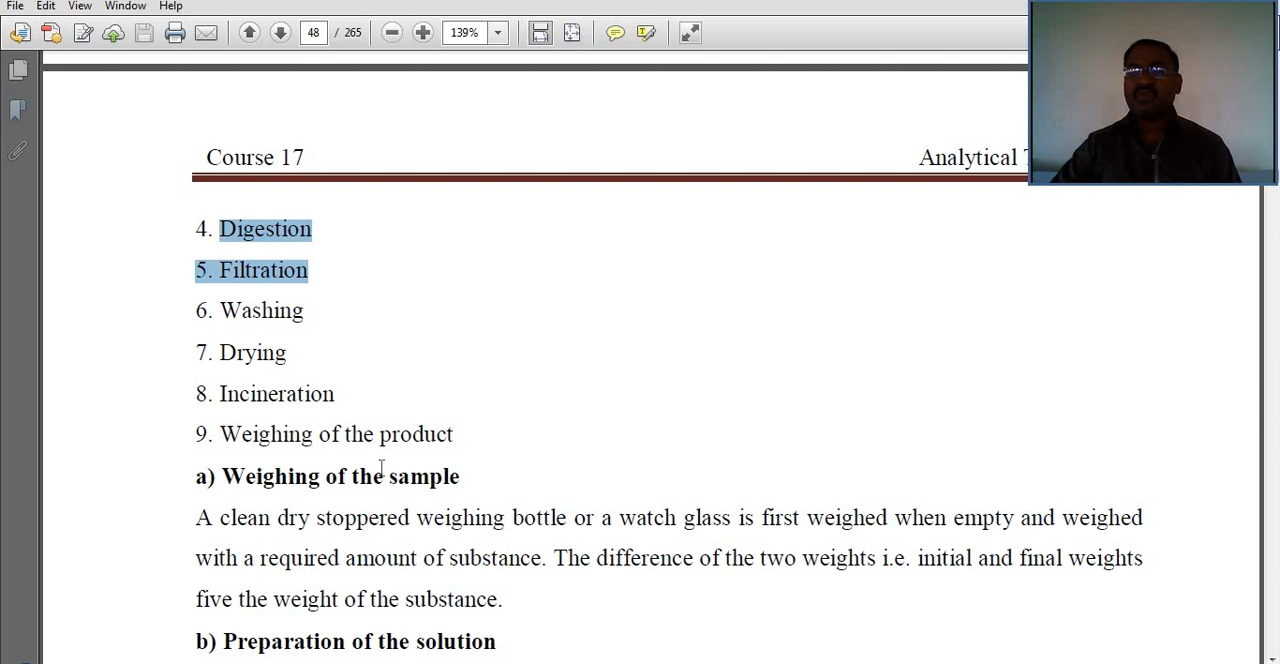 File Edit View Window Help
48 / 265 139%
Course 17 Analytical
4. Digestion
5. Filtration
6. Washing
7. Drying
8. Incineration
9. Weighing of the product
a) Weighing of the sample
A clean dry stoppered weighing bottle or a watch glass is first weighed when empty and weighed
with a required amount of substance. The difference of the two weights i.e. initial and final weights
five the weight of the substance.
b) Preparation of the solution